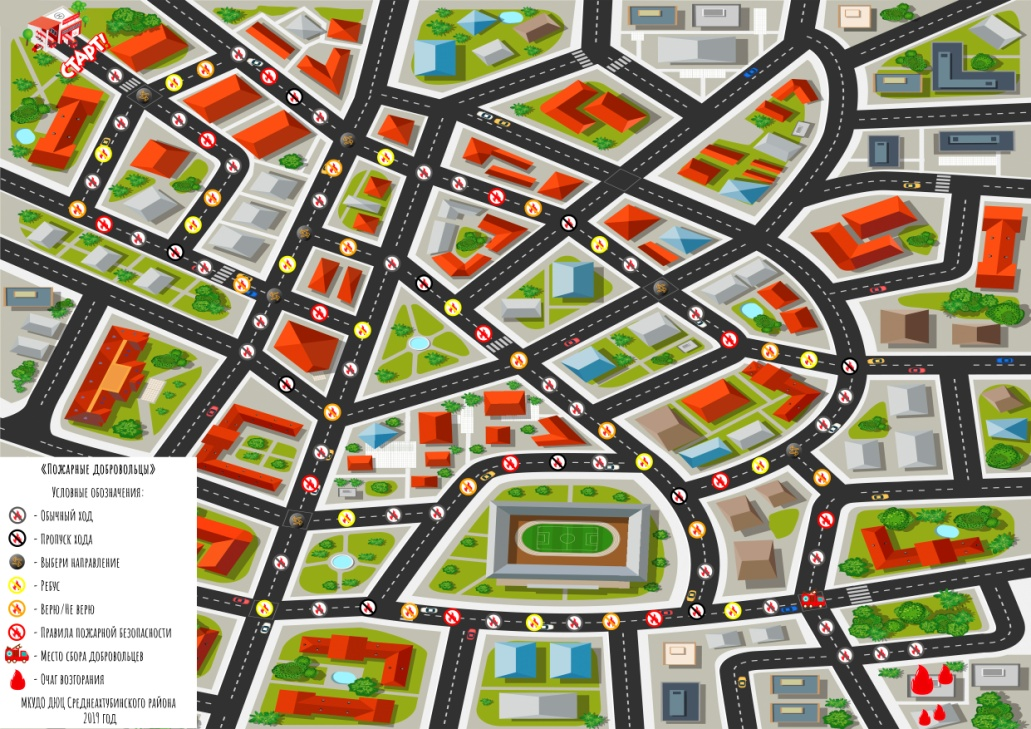 СТАРТ!
«Пожарные добровольцы»
Условные обозначения:
- Обычный ход
- Пропуск хода
- Выбери направление
- Ребус
- Верю/Не верю
- Правила пожарной безопасности
- Место сбора добровольцев
- Очаг возгорания
МКУДО ДЮЦ Среднеахтубинского района
2019 год